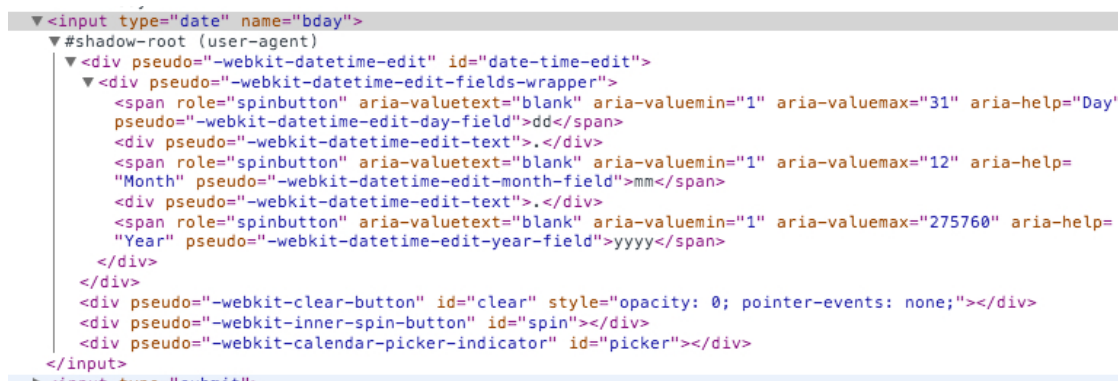 ▼<input type="date" name="bday">
▼#shadow-root (user-agent)
▼<div pseudo="-webkit-datetime-edit" id="date-time-edit">
▼<div pseudo="-webkit-datetime-edit-fields-wrapper">
<span role="spinbutton" aria-valuetext="blank" aria-valuemin="1" aria-valuemax="31" aria-help="Day"
pseudo="-webkit-datetime-edit-day-field">dd</span>
<div pseudo="-webkit-datetime-edit-text">.</div>
<span role="spinbutton" aria-valuetext="blank" aria-valuemin="1" aria-valuemax="12" aria-help=
"Month" pseudo="-webkit-datetime-edit-month-field">mm</span>
<div pseudo="-webkit-datetime-edit-text">.</div>
<span role="spinbutton" aria-valuetext="blank" aria-valuemin="1" aria-valuemax="275760" aria-help=
"Year" pseudo="-webkit-datetime-edit-year-field">yyyy</span>
</div>
</div>
<div pseudo="-webkit-clear-button" id="clear" style="opacity: 0; pointer-events: none;"></div>
<div pseudo="-webkit-inner-spin-button" id="spin"></div>
<div pseudo="-webkit-calendar-picker-indicator" id="picker"></div>
</input>
<input type="submit">